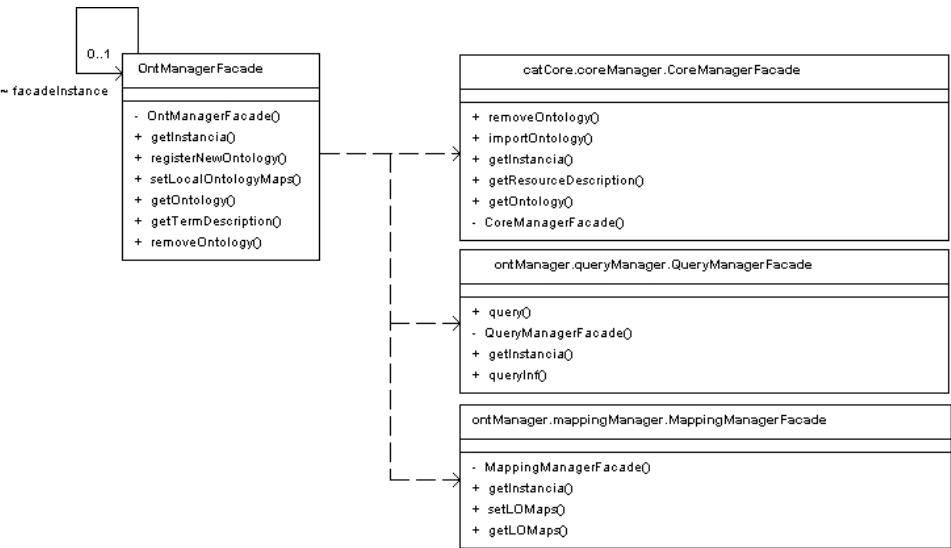 0..1
~ facadeInstance
OntManagerFacade
- OntManagerFacade()
+ getInstancia()
+ registerNewOntology()
+ setLocalOntologyMaps()
+ getOntology()
+ getTermDescription()
+ removeOntology()
catCore.coreManager.CoreManagerFacade
+ removeOntology()
+ importOntology()
+ getInstancia()
+ getResourceDescription()
+ getOntology()
- CoreManagerFacade()
ontManager.queryManager.QueryManagerFacade
+ query()
- QueryManagerFacade()
+ getInstancia()
+ queryInf()
ontManager.mappingManager.MappingManagerFacade
- MappingManagerFacade()
+ getInstancia()
+ setLOMaps()
+ getLOMaps()